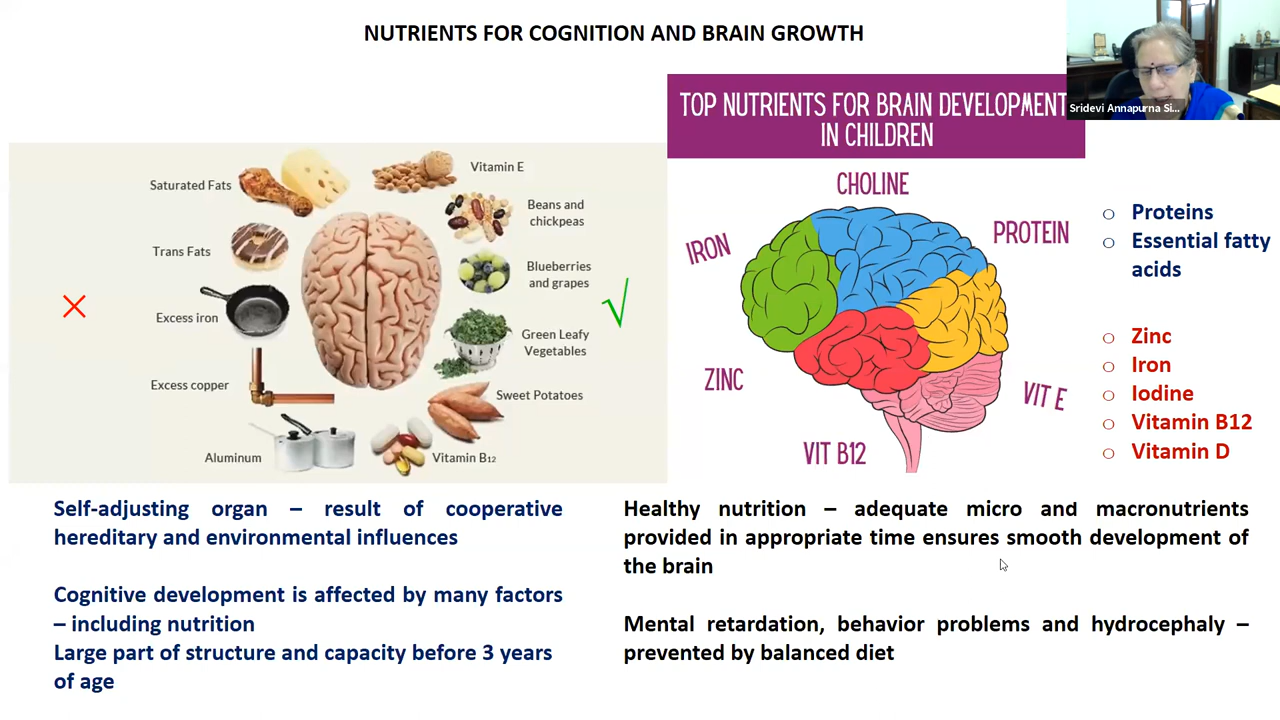 NUTRIENTS FOR COGNITION AND BRAIN GROWTH
Sridevi Annapurna Si...
TOP NUTRIENTS FOR BRAIN DEVELOPMENT
IN CHILDREN
Saturated Fats
Trans Fats
Excess iron
Excess copper
Aluminum
Vitamin E
Beans and
chickpeas
Blueberries
and grapes
Green Leafy
Vegetables
Sweet Potatoes
Vitamin B12
CHOLINE
IRON
PROTEIN
ZINC
VIT E
VIT B12
Proteins
Essential fatty
acids
Zinc
Iron
Iodine
Vitamin B12
Vitamin D
Self-adjusting organ – result of cooperative
hereditary and environmental influences
Cognitive development is affected by many factors
– including nutrition
Large part of structure and capacity before 3 years
of age
Healthy nutrition – adequate micro and macronutrients
provided in appropriate time ensures smooth development of
the brain
Mental retardation, behavior problems and hydrocephaly –
prevented by balanced diet